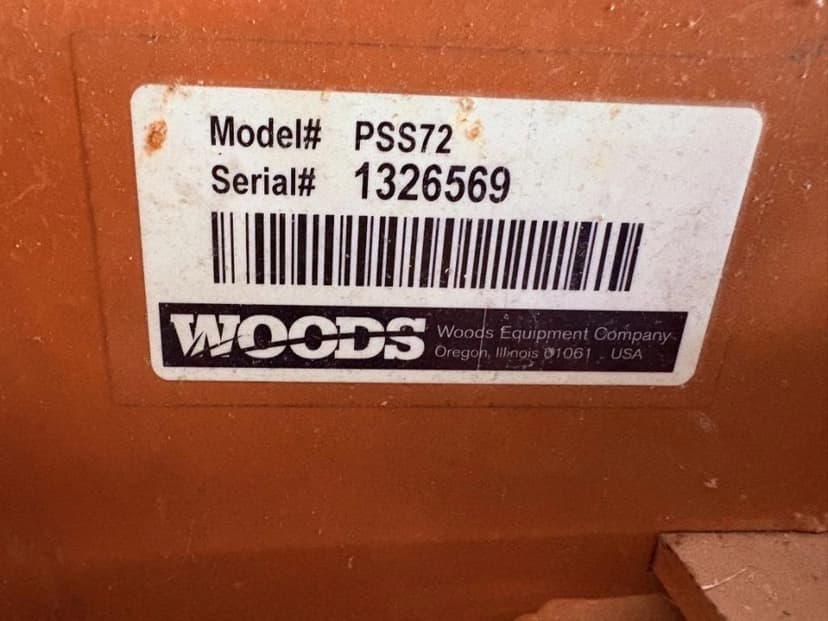 Model# PSS72
Serial# 1326569
WOODS
Woods Equipment Company
Oregon, Illinois 61061 USA